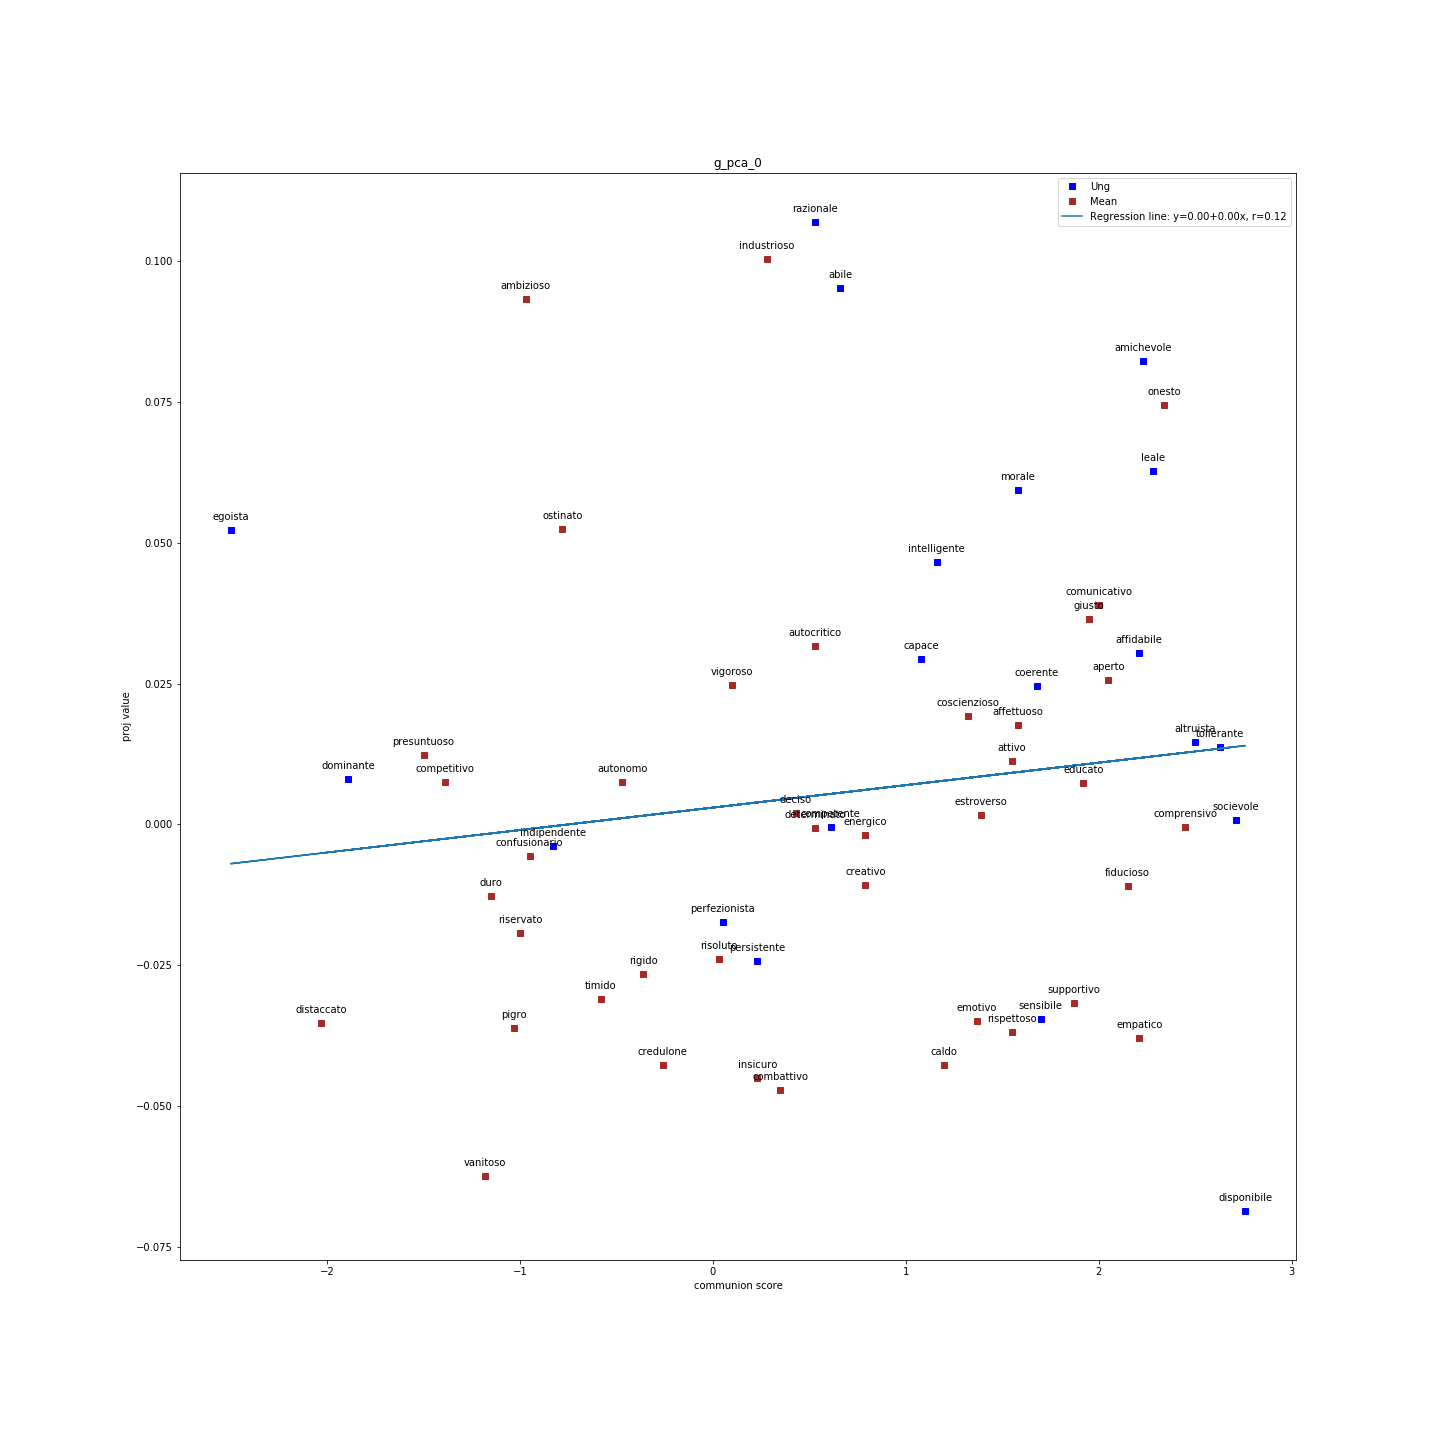 g_pca_0
Ung
Mean
Regression line: y=0.00+0.00x, r=0.12
razionale
industrioso
abile
ambizioso
amichevole
onesto
leale
morale
egoista
ostinato
intelligente
comunicativo
giusto
autocritico
affidabile
capace
aperto
vigoroso
coerente
coscienzioso
affettuoso
altruista
tollerante
presuntuoso
attivo
dominante
competitivo
autonomo
educato
deciso
estroverso
socievole
determinato
competente
comprensivo
energico
indipendente
confusionario
creativo
fiducioso
duro
perfezionista
riservato
risoluto
persistente
rigido
timido
supportivo
distaccato
pigro
emotivo
sensibile
rispettoso
empatico
credulone
caldo
insicuro
combattivo
vanitoso
disponibile
0.100
0.075
0.050
0.025
0.000
−0.025
−0.050
−0.075
proj value
−2
−1
0
1
2
3
communion score